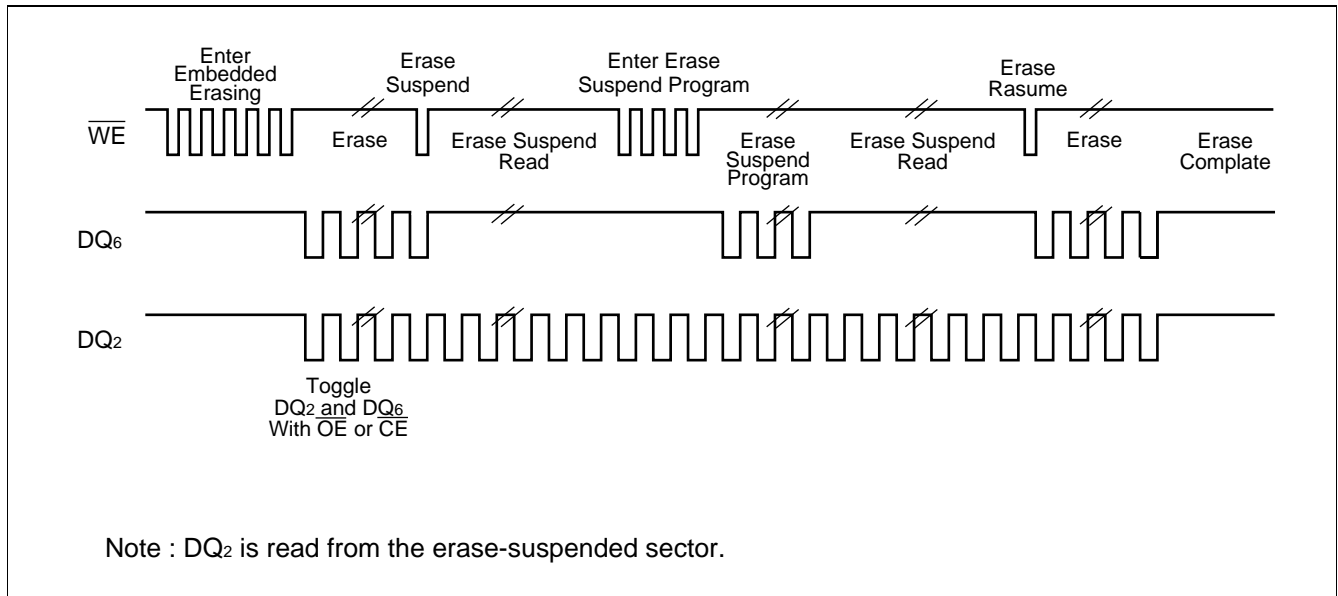 Enter
Embedded
Erasing
Erase
Suspend
Enter Erase
Suspend Program
Erase
Rasume
WE
Erase
Erase Suspend
Read
Erase
Suspend
Program
Erase Suspend
Read
Erase
Erase
Complate
DQ6
DQ2
Toggle
DQ2 and DQ6
With OE or CE
Note : DQ2 is read from the erase-suspended sector.